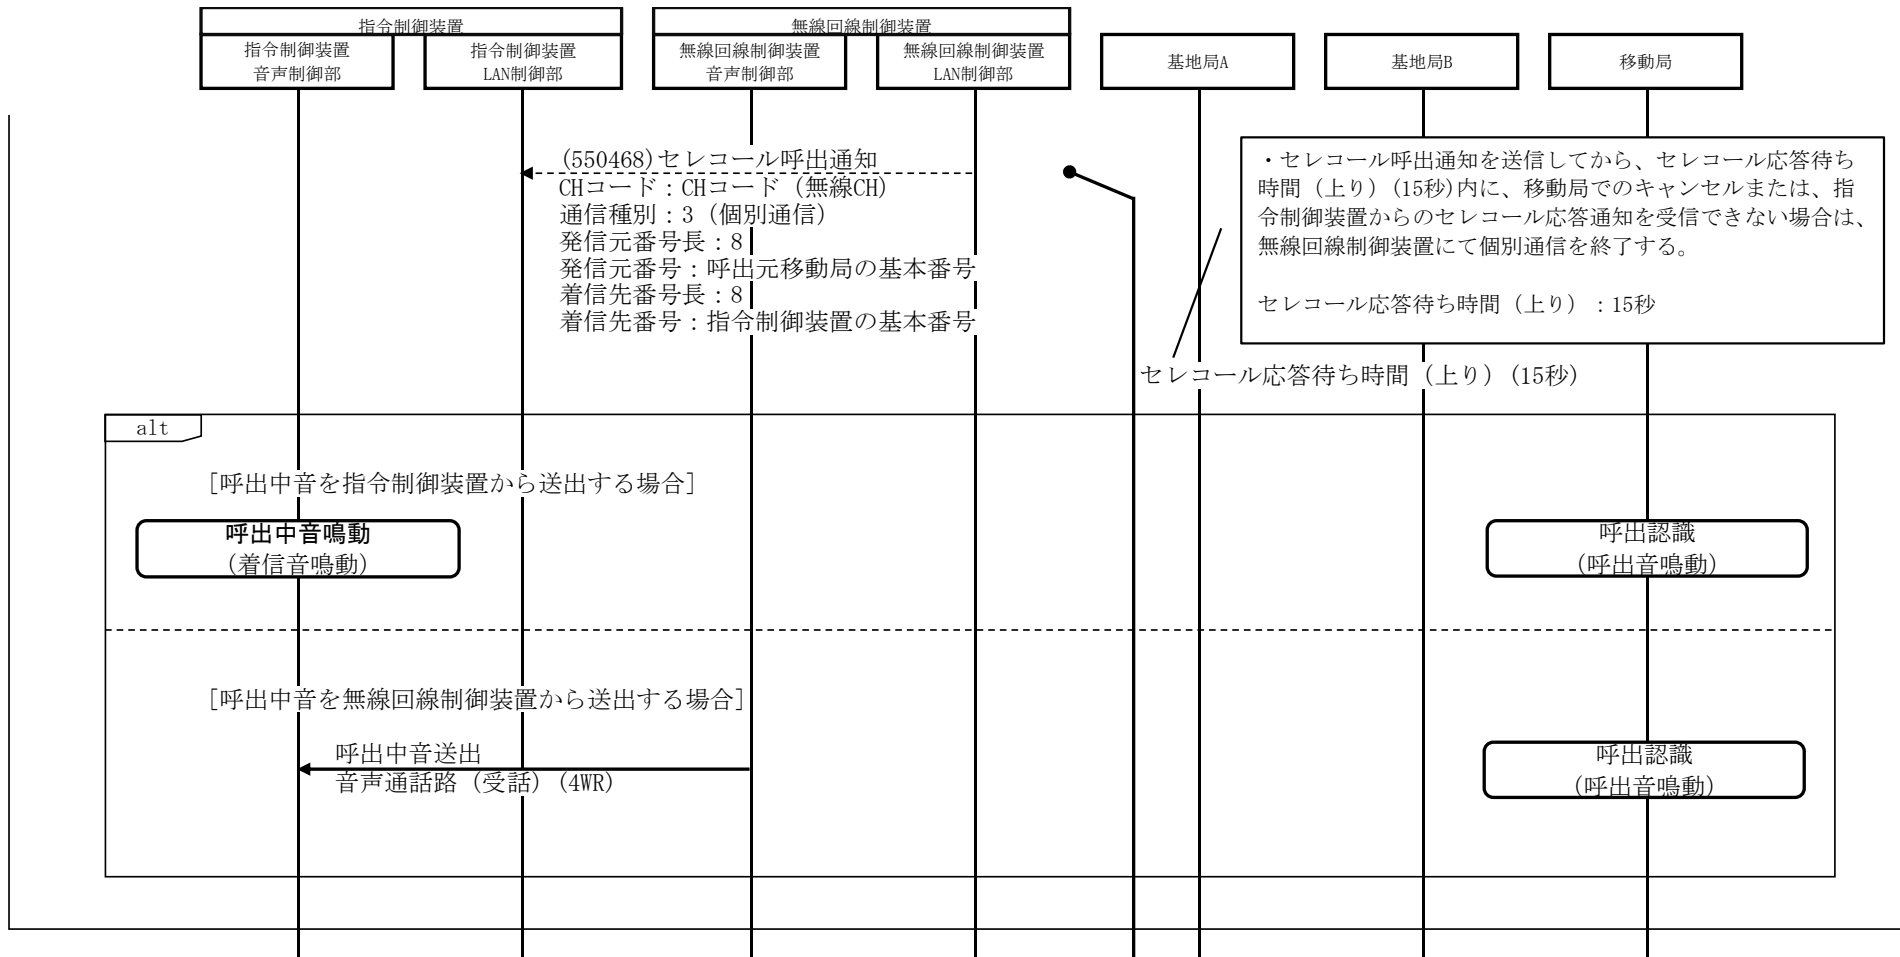 指令制御装置
無線回線制御装置
指令制御装置
音声制御部
指令制御装置
LAN制御部
無線回線制御装置
音声制御部
無線回線制御装置
LAN制御部
基地局A
基地局B
移動局
(550468)セレコール呼出通知
CHコード：CHコード（無線CH）
通信種別：3（個別通信）
発信元番号長：8
発信元番号：呼出元移動局の基本番号
着信先番号長：8
着信先番号：指令制御装置の基本番号
・セレコール呼出通知を送信してから、セレコール応答待ち
時間（上り）(15秒)内に、移動局でのキャンセルまたは、指
令制御装置からのセレコール応答通知を受信できない場合は、
無線回線制御装置にて個別通信を終了する。
セレコール応答待ち時間（上り）：15秒
セレコール応答待ち時間（上り）(15秒)
alt
[呼出中音を指令制御装置から送出する場合]
呼出中音鳴動
（着信音鳴動）
呼出認識
（呼出音鳴動）
[呼出中音を無線回線制御装置から送出する場合]
呼出中音送出
音声通話路（受話）(4WR)
呼出認識
（呼出音鳴動）